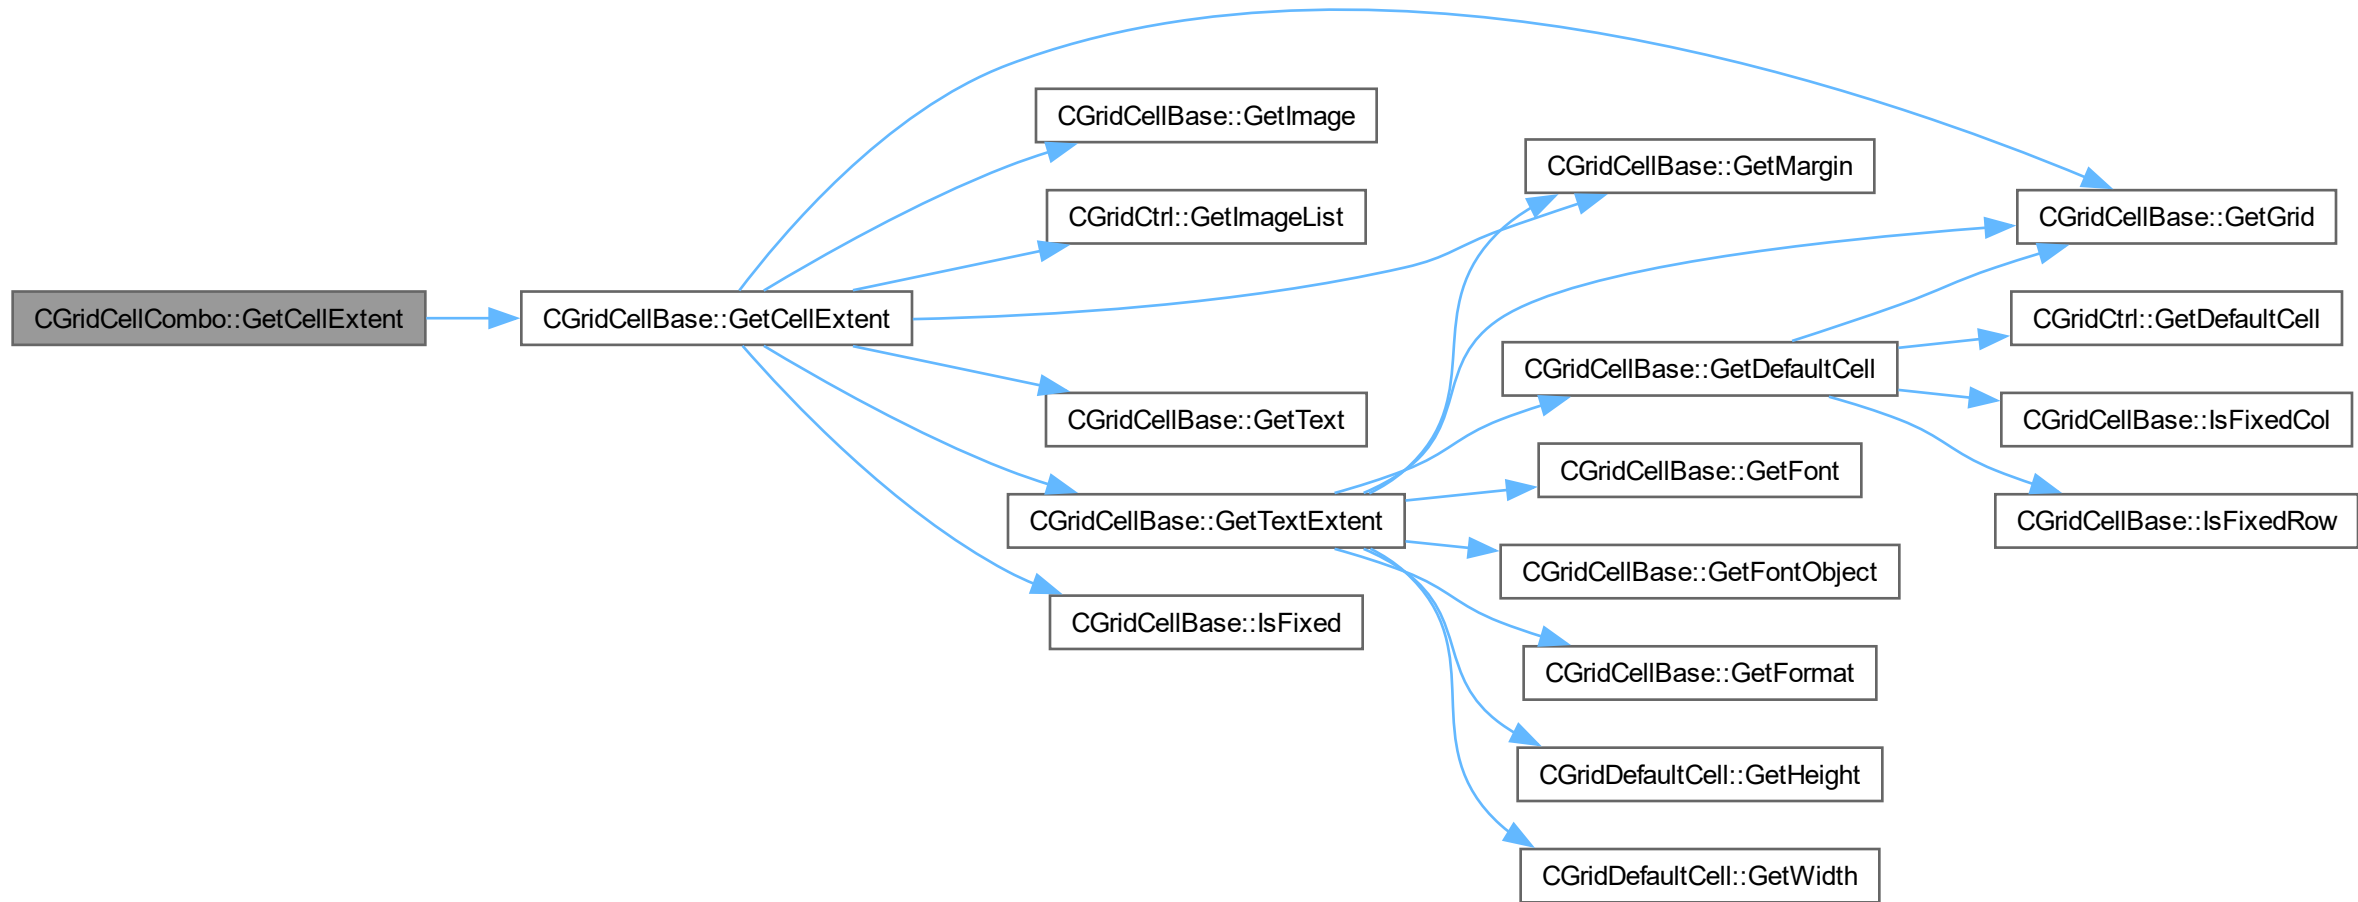 CGridCellCombo::GetCellExtent
CGridCellBase::GetCellExtent
CGridCellBase::GetImage
CGridCtrl::GetImageList
CGridCellBase::GetText
CGridCellBase::GetTextExtent
CGridCellBase::IsFixed
CGridCellBase::GetMargin
CGridCellBase::GetDefaultCell
CGridCellBase::GetFont
CGridCellBase::GetFontObject
CGridCellBase::GetFormat
CGridDefaultCell::GetHeight
CGridDefaultCell::GetWidth
CGridCellBase::GetGrid
CGridCtrl::GetDefaultCell
CGridCellBase::IsFixedCol
CGridCellBase::IsFixedRow